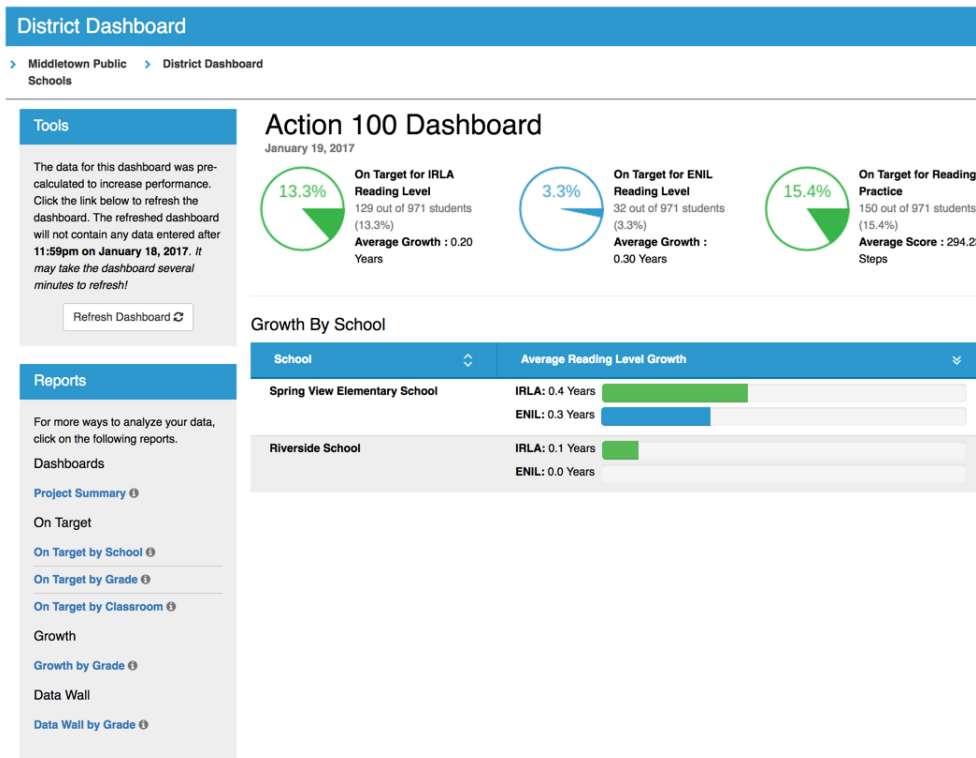 District Dashboard
Middletown Public Schools
District Dashboard
Tools
The data for this dashboard was pre-
calculated to increase performance.
Click the link below to refresh the
dashboard. The refreshed dashboard
will not contain any data entered after
11:59pm on January 18, 2017. It
may take the dashboard several
minutes to refresh!
Refresh Dashboard
Reports
For more ways to analyze your data,
click on the following reports.
Dashboards
Project Summary
On Target
On Target by School
On Target by Grade
On Target by Classroom
Growth
Growth by Grade
Data Wall
Data Wall by Grade
Action 100 Dashboard
January 19, 2017
13.3%
On Target for IRLA
Reading Level
129 out of 971 students
(13.3%)
Average Growth : 0.20
Years
3.3%
On Target for ENIL
Reading Level
32 out of 971 students
(3.3%)
Average Growth :
0.30 Years
15.4%
On Target for Reading
Practice
150 out of 971 students
(15.4%)
Average Score : 294.23
Steps
Growth By School
School
Average Reading Level Growth
Spring View Elementary School
IRLA: 0.4 Years
ENIL: 0.3 Years
Riverside School
IRLA: 0.1 Years
ENIL: 0.0 Years